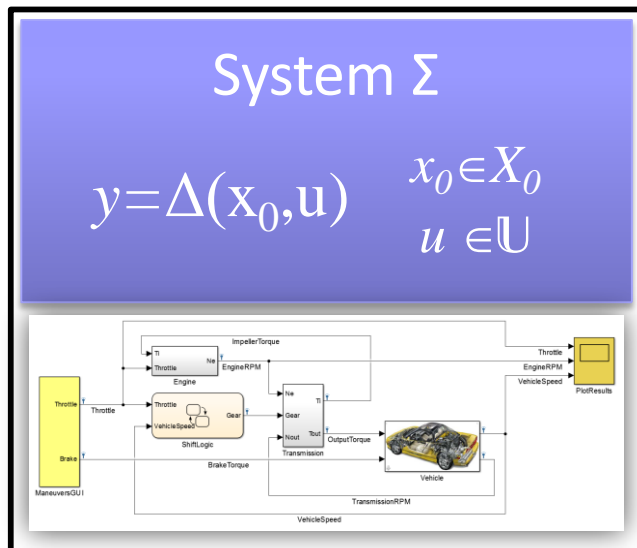 System Σ
y=Δ(x₀,u)
x₀∈X₀
u ∈𝕌
ImpellerTorque
Ti
Throttle
Ne
Engine
EngineRPM
Throttle
EngineRPM
VehicleSpeed
PlotResults
Ne
Gear
Nout
Ti
Tout
Transmission
Throttle
Brake
ManeuversGUI
Throttle
Throttle
VehicleSpeed
Gear
ShiftLogic
OutputTorque
BrakeTorque
Vehicle
TransmissionRPM
VehicleSpeed